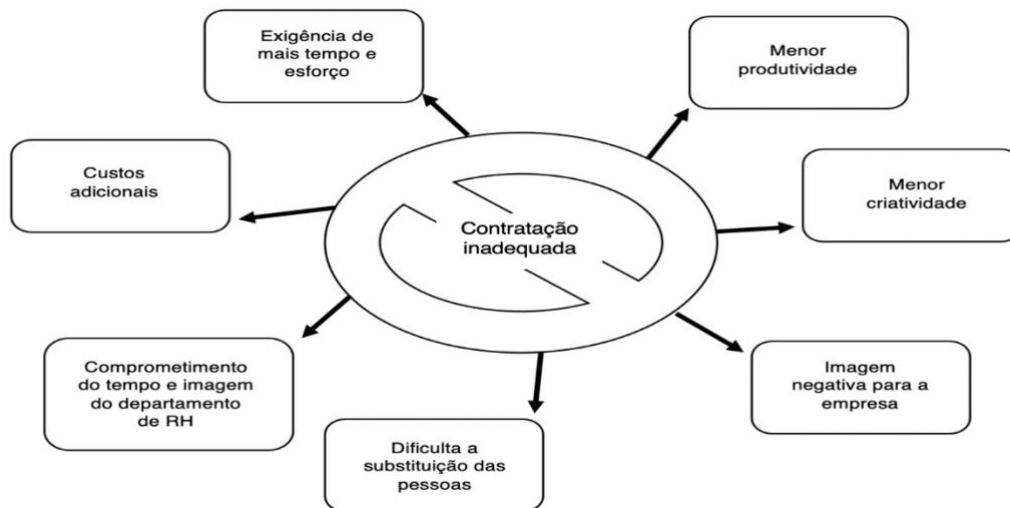 Exigência de
mais tempo e
esforço
Menor
produtividade
Custos
adicionais
Menor
criatividade
Contratação
inadequada
Comprometimento
do tempo e imagem
do departamento
de RH
Imagem
negativa para a
empresa
Dificulta a
substituição das
pessoas